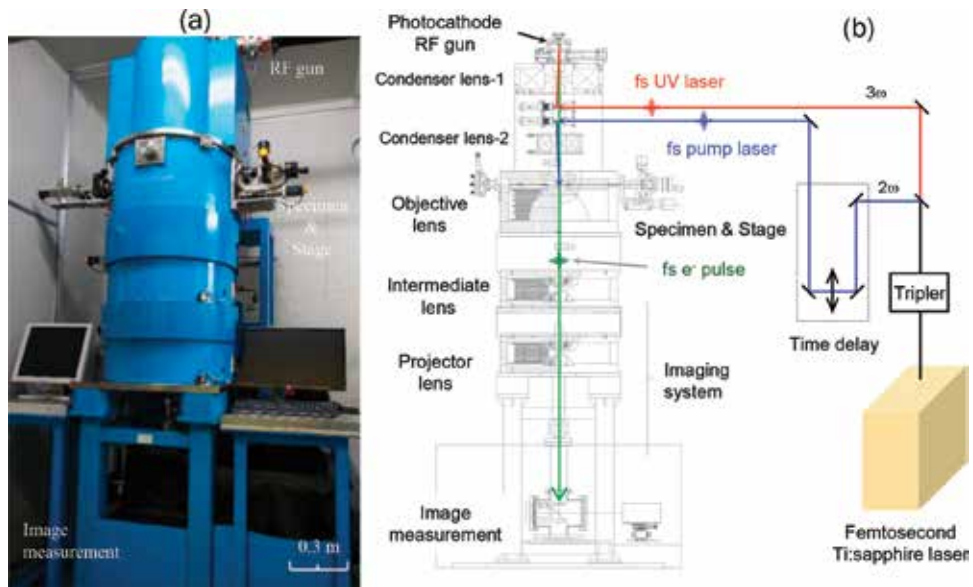 (a)
RF gun
Specimen
&
Stage
Image
measurement
0.3 m
(b)
Photocathode
RF gun
Condenser lens-1
fs UV laser
3ω
Condenser lens-2
fs pump laser
2ω
Objective
lens
Specimen & Stage
fs e⁻ pulse
Intermediate
lens
Tripler
Time delay
Projector
lens
Imaging
system
Image
measurement
Femtosecond
Ti:sapphire laser